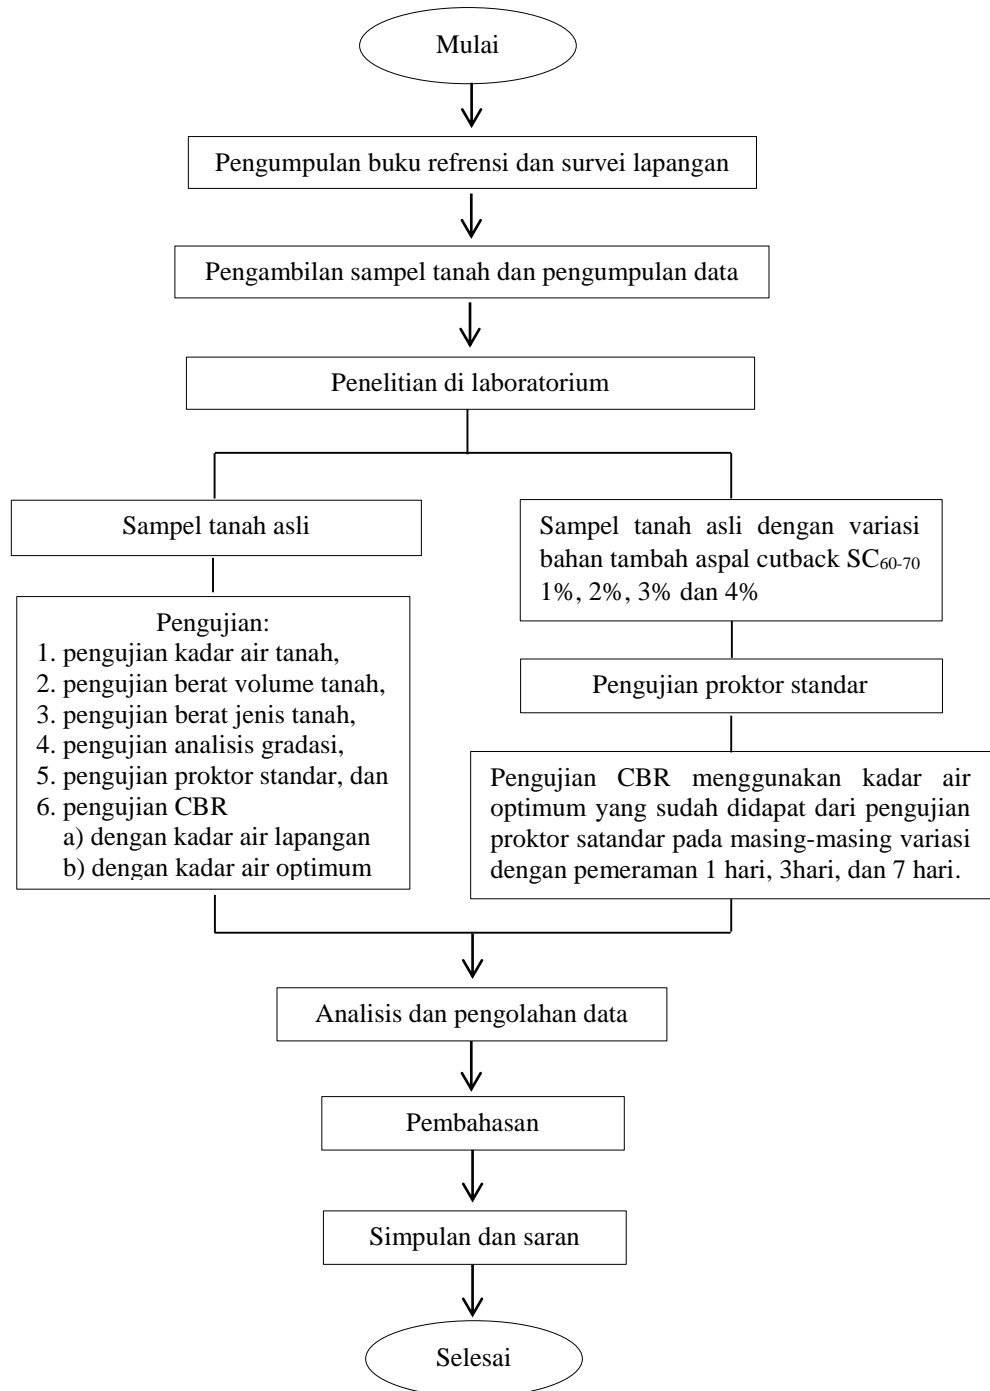 Mulai
Pengumpulan buku refrensi dan survei lapangan
Pengambilan sampel tanah dan pengumpulan data
Penelitian di laboratorium
Sampel tanah asli
Pengujian:
1. pengujian kadar air tanah,
2. pengujian berat volume tanah,
3. pengujian berat jenis tanah,
4. pengujian analisis gradasi,
5. pengujian proktor standar, dan
6. pengujian CBR
a) dengan kadar air lapangan
b) dengan kadar air optimum
Sampel tanah asli dengan variasi
bahan tambah aspal cutback SC60-70
1%, 2%, 3% dan 4%
Pengujian proktor standar
Pengujian CBR menggunakan kadar air
optimum yang sudah didapat dari pengujian
proktor satandar pada masing-masing variasi
dengan pemeraman 1 hari, 3hari, dan 7 hari.
Analisis dan pengolahan data
Pembahasan
Simpulan dan saran
Selesai